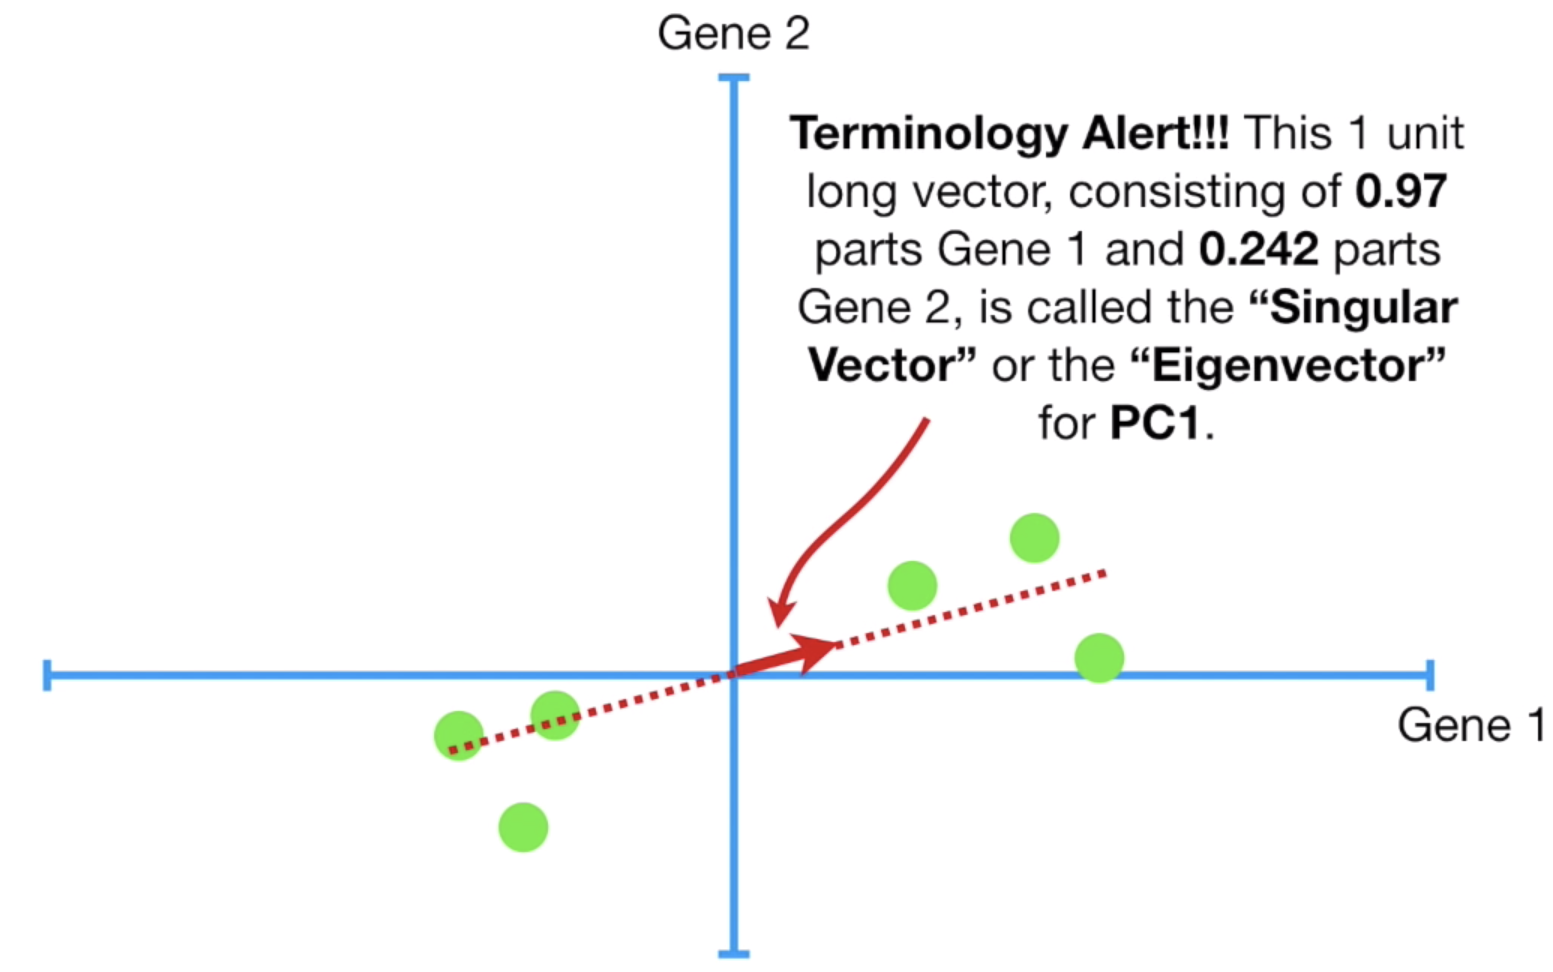 Gene 2
Terminology Alert!!! This 1 unit
long vector, consisting of 0.97
parts Gene 1 and 0.242 parts
Gene 2, is called the “Singular
Vector” or the “Eigenvector”
for PC1.
Gene 1